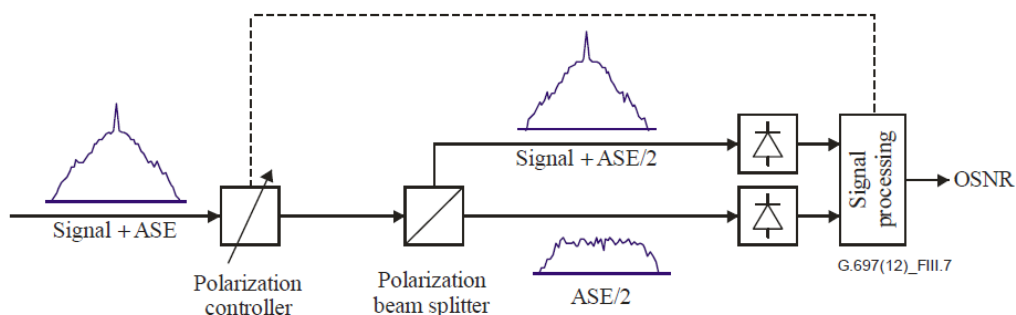 Signal + ASE
Polarization
controller
Polarization
beam splitter
Signal + ASE/2
ASE/2
Signal
processing
OSNR
G.697(12)_FIII.7